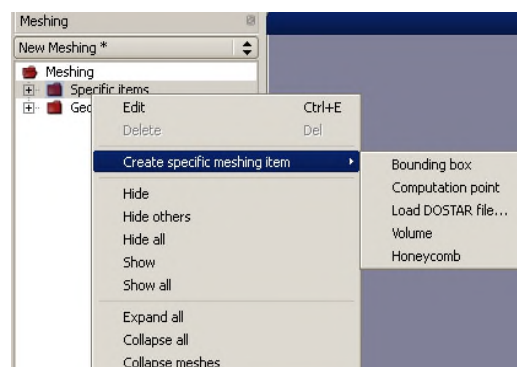 Meshing
New Meshing *
Meshing
Specific items
Geo
Edit Ctrl+E
Delete Del
Create specific meshing item
Bounding box
Computation point
Load DOSTAR file...
Volume
Honeycomb
Hide
Hide others
Hide all
Show
Show all
Expand all
Collapse all
Collapse meshes